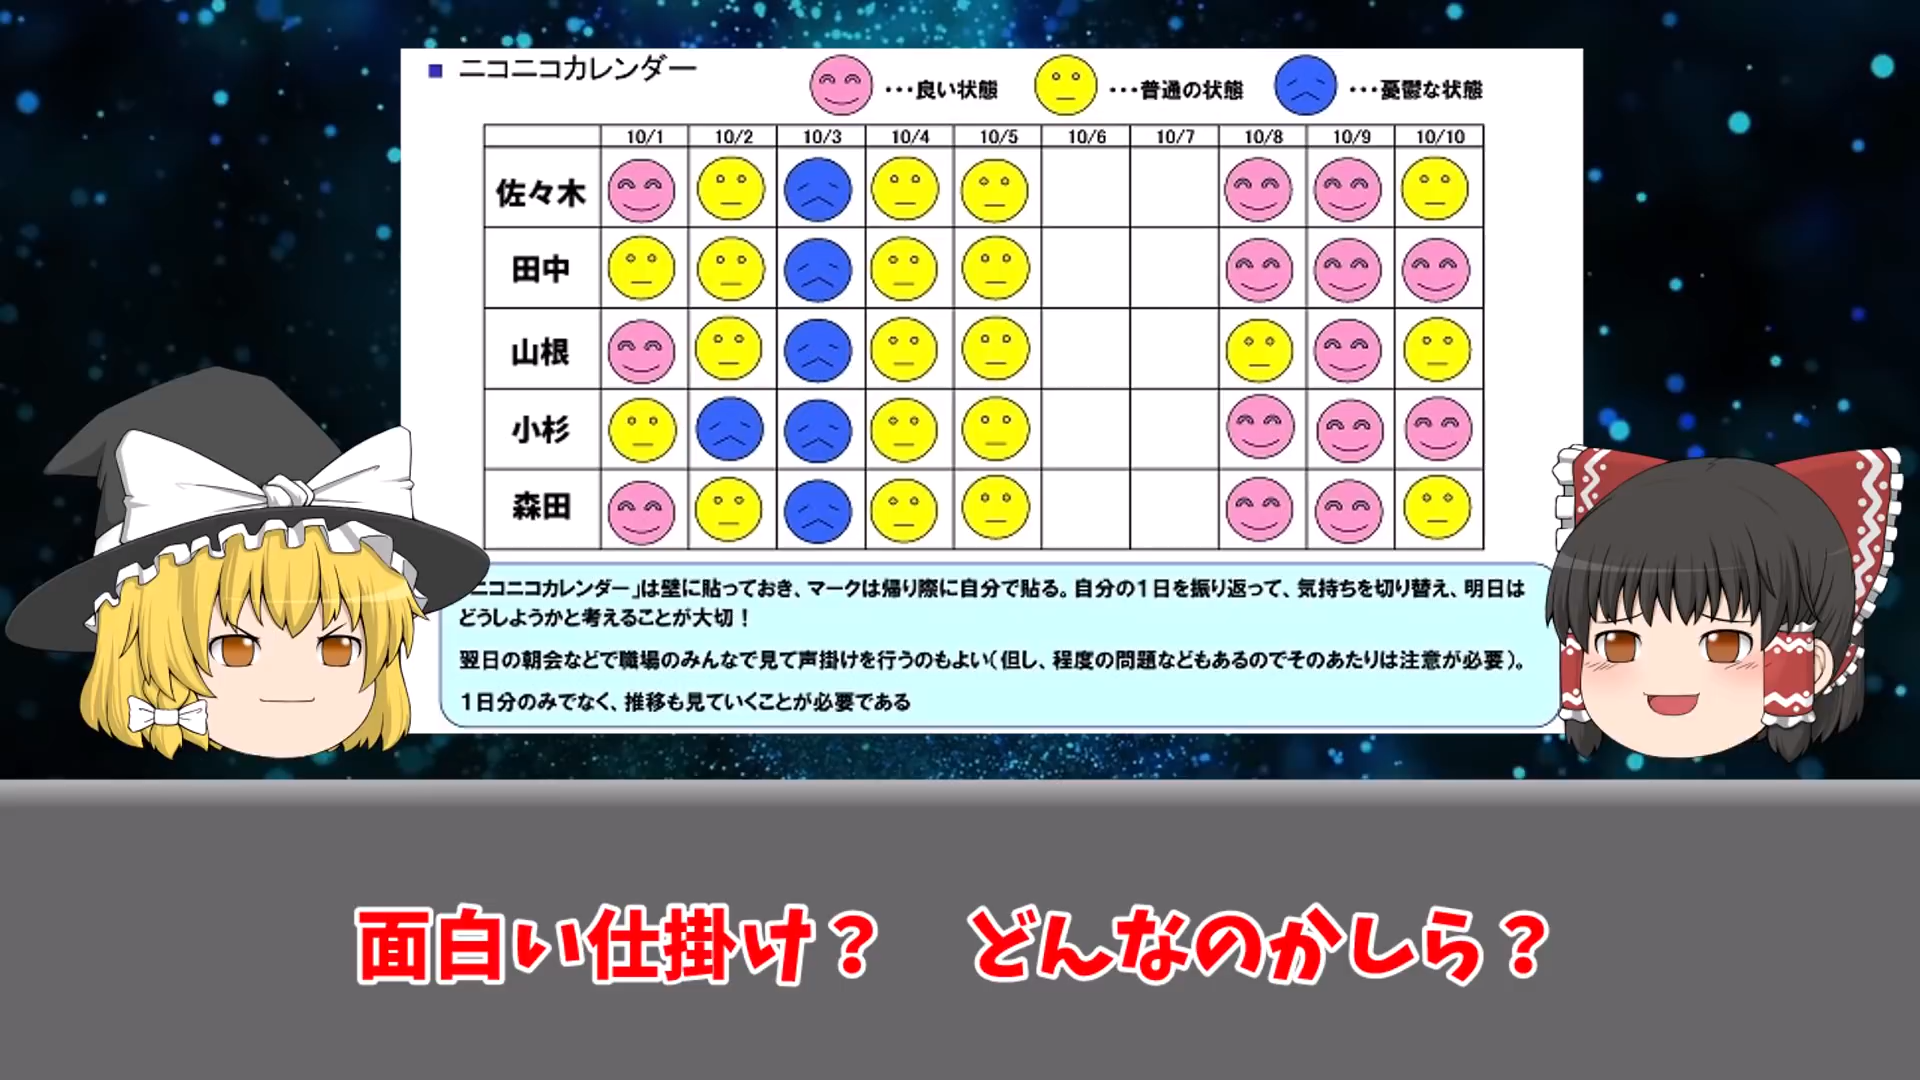 ■ ニコニコカレンダー
･･･良い状態 ･･･普通の状態 ･･･憂鬱な状態
10/1 10/2 10/3 10/4 10/5 10/6 10/7 10/8 10/9 10/10
佐々木
田中
山根
小杉
森田
ニコニコカレンダー」は壁に貼っておき、マークは帰り際に自分で貼る。自分の1日を振り返って、気持ちを切り替え、明日は
どうしようかと考えることが大切！
翌日の朝会などで職場のみんなで見て声掛けを行うのもよい（但し、程度の問題などもあるのでそのあたりは注意が必要）。
1日分のみでなく、推移も見ていくことが必要である
面白い仕掛け？　どんなのかしら？